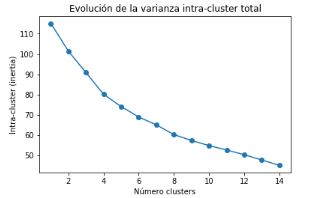 Evolución de la varianza intra-cluster total
110
100
90
80
70
60
50
Intra-cluster (inertia)
2 4 6 8 10 12 14
Número clusters